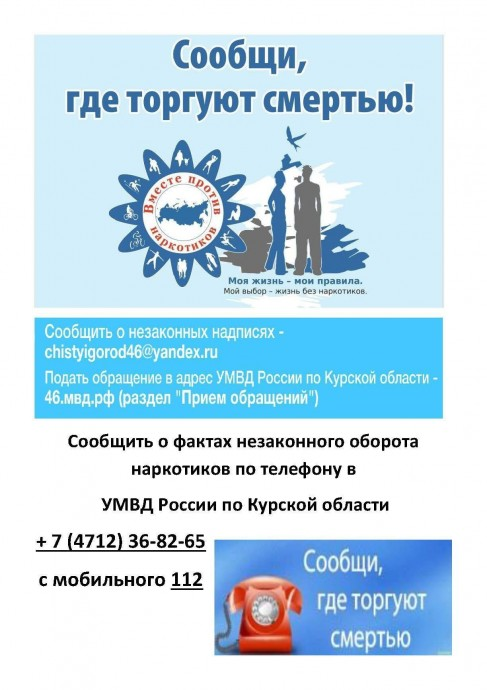 Сообщи,
где торгуют смертью!
Вместе против
наркотиков
Моя жизнь – мои правила.
Мой выбор – жизнь без наркотиков.
Сообщить о незаконных надписях -
chistyigorod46@yandex.ru
Подать обращение в адрес УМВД России по Курской области -
46.мвд.рф (раздел "Прием обращений")
Сообщить о фактах незаконного оборота
наркотиков по телефону в
УМВД России по Курской области
+ 7 (4712) 36-82-65
с мобильного 112
Сообщи,
где торгуют
смертью